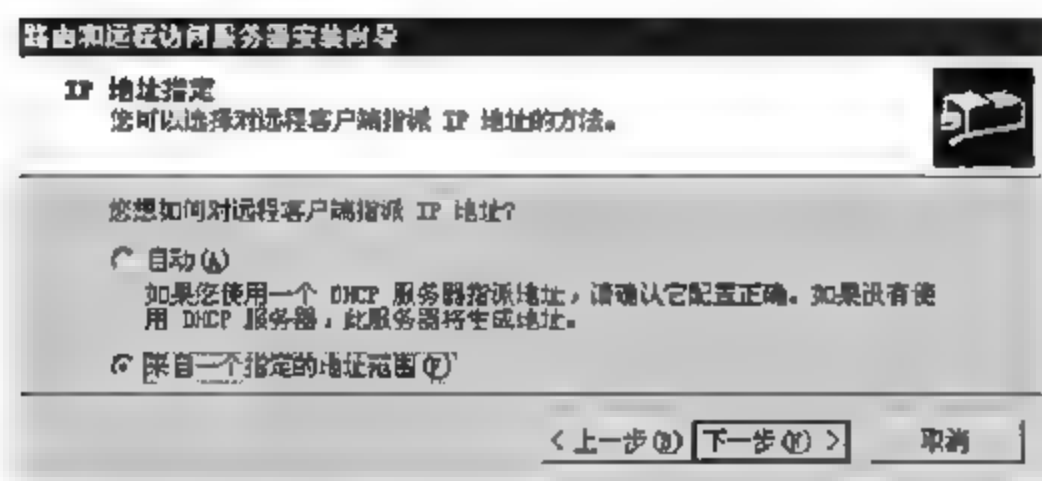 路由和远程访问服务器安装向导
IP 地址指定
您可以选择对远程客户端指派 IP 地址的方法。
您想如何对远程客户端指派 IP 地址?
自动(A)
如果您使用一个 DHCP 服务器指派地址，请确认它配置正确。如果没有使
用 DHCP 服务器，此服务器将生成地址。
来自一个指定的地址范围(F)
< 上一步(B) 下一步(N) > 取消